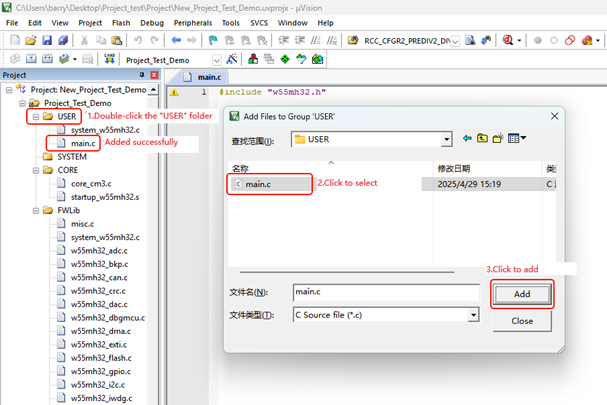 C:\Users\barry\Desktop\Project_test\Project\New_Project_Test_Demo.uvprojx - µVision
File Edit View Project Flash Debug Peripherals Tools SVCS Window Help
RCC_CFGR2_PREDIV2_DIV
Project_Test_Demo
Project
main.c
Project: New_Project_Test_Demo
Project_Test_Demo
USER
1.Double-click the "USER" folder
system_w55mh32.c
main.c
Added successfully
SYSTEM
CORE
core_cm3.c
startup_w55mh32.s
FWLib
misc.c
system_w55mh32.c
w55mh32_adc.c
w55mh32_bkp.c
w55mh32_can.c
w55mh32_crc.c
w55mh32_dac.c
w55mh32_dbgmcu.c
w55mh32_dma.c
w55mh32_exti.c
w55mh32_flash.c
w55mh32_gpio.c
w55mh32_i2c.c
w55mh32_iwdg.c
1 #include "w55mh32.h"
Add Files to Group 'USER'
查找范围(I): USER
名称 修改日期
main.c 2025/4/29 15:19
2.Click to select
3.Click to add
文件名(N): main.c
Add
文件类型(T): C Source file (*.c)
Close